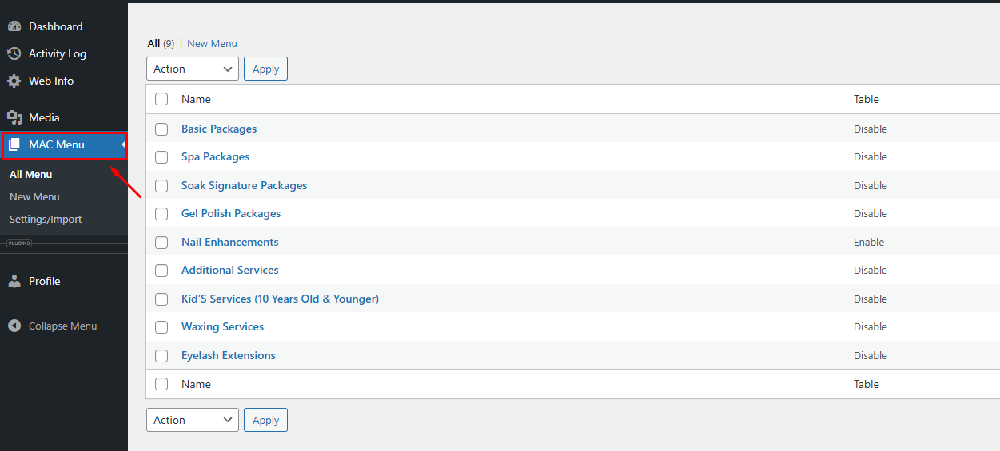 Dashboard
Activity Log
Web Info
Media
MAC Menu
All Menu
New Menu
Settings/Import
PLUGINS
Profile
Collapse Menu
All (9) | New Menu
Action Apply
Name Table
Basic Packages Disable
Spa Packages Disable
Soak Signature Packages Disable
Gel Polish Packages Disable
Nail Enhancements Enable
Additional Services Disable
Kid’S Services (10 Years Old & Younger) Disable
Waxing Services Disable
Eyelash Extensions Disable
Name Table
Action Apply